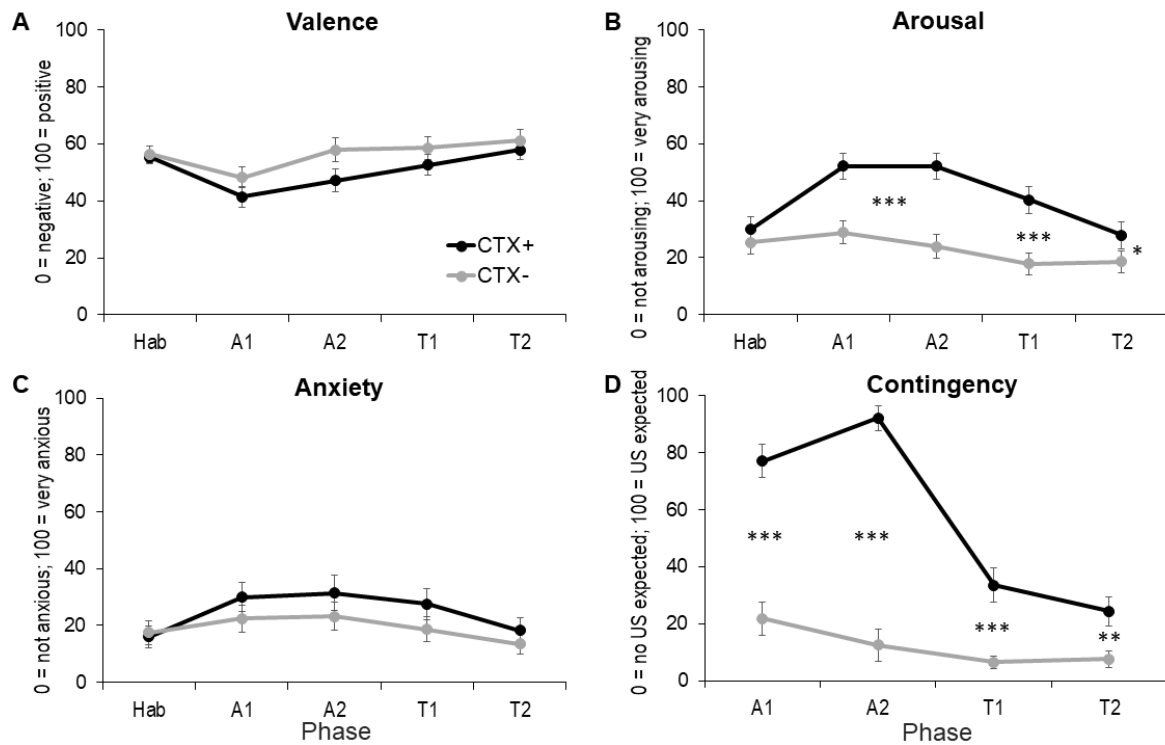 A
Valence
0 = negative; 100 = positive
100
80
60
40
20
0
CTX+
CTX-
Hab A1 A2 T1 T2
B
Arousal
0 = not arousing; 100 = very arousing
100
80
60
40
20
0
***
***
*
Hab A1 A2 T1 T2
C
Anxiety
0 = not anxious; 100 = very anxious
100
80
60
40
20
0
Hab A1 A2 T1 T2
Phase
D
Contingency
0 = no US expected; 100 = US expected
100
80
60
40
20
0
***
***
***
**
A1 A2 T1 T2
Phase